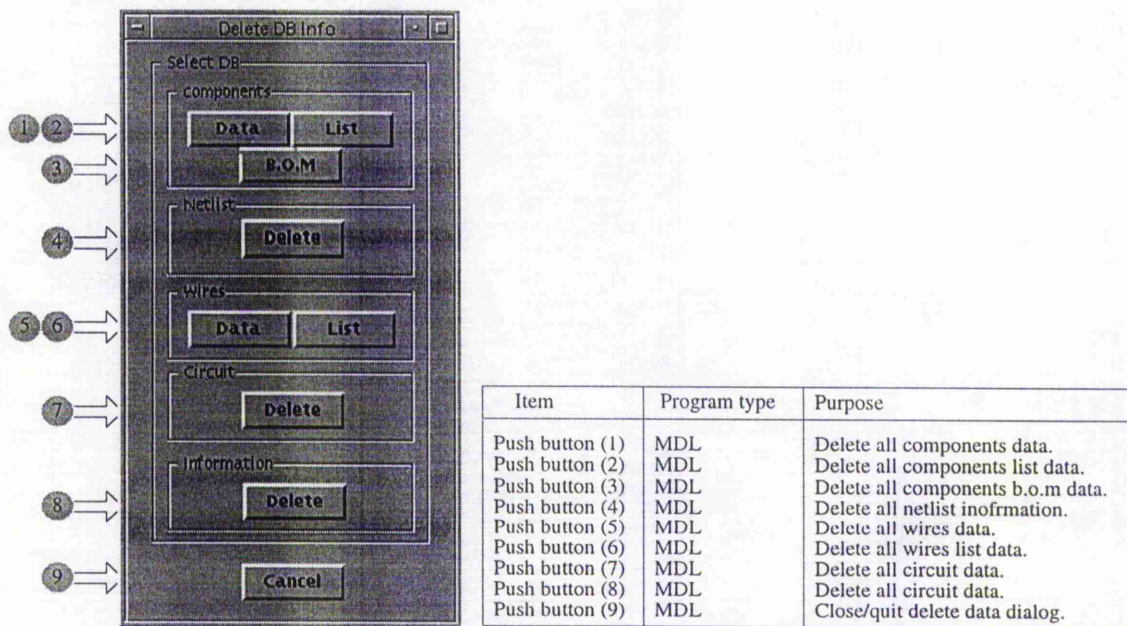 Delete DB Info
Select DB
components
1 2
Data List
3
B.O.M
Netlist
4
Delete
Wires
5 6
Data List
Circuit
7
Delete
Information
8
Delete
9
Cancel
Item Program type Purpose
Push button (1) MDL Delete all components data.
Push button (2) MDL Delete all components list data.
Push button (3) MDL Delete all components b.o.m data.
Push button (4) MDL Delete all netlist inofrmation.
Push button (5) MDL Delete all wires data.
Push button (6) MDL Delete all wires list data.
Push button (7) MDL Delete all circuit data.
Push button (8) MDL Delete all circuit data.
Push button (9) MDL Close/quit delete data dialog.